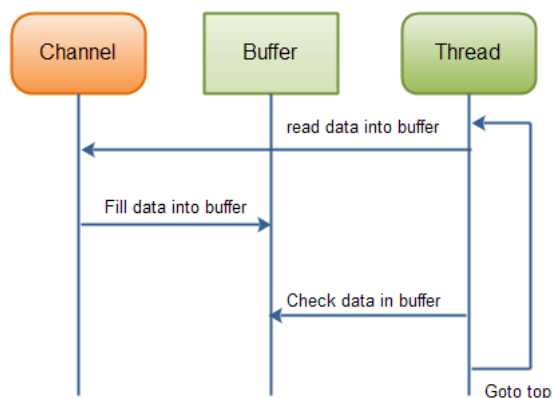 Channel
Buffer
Thread
read data into buffer
Fill data into buffer
Check data in buffer
Goto top